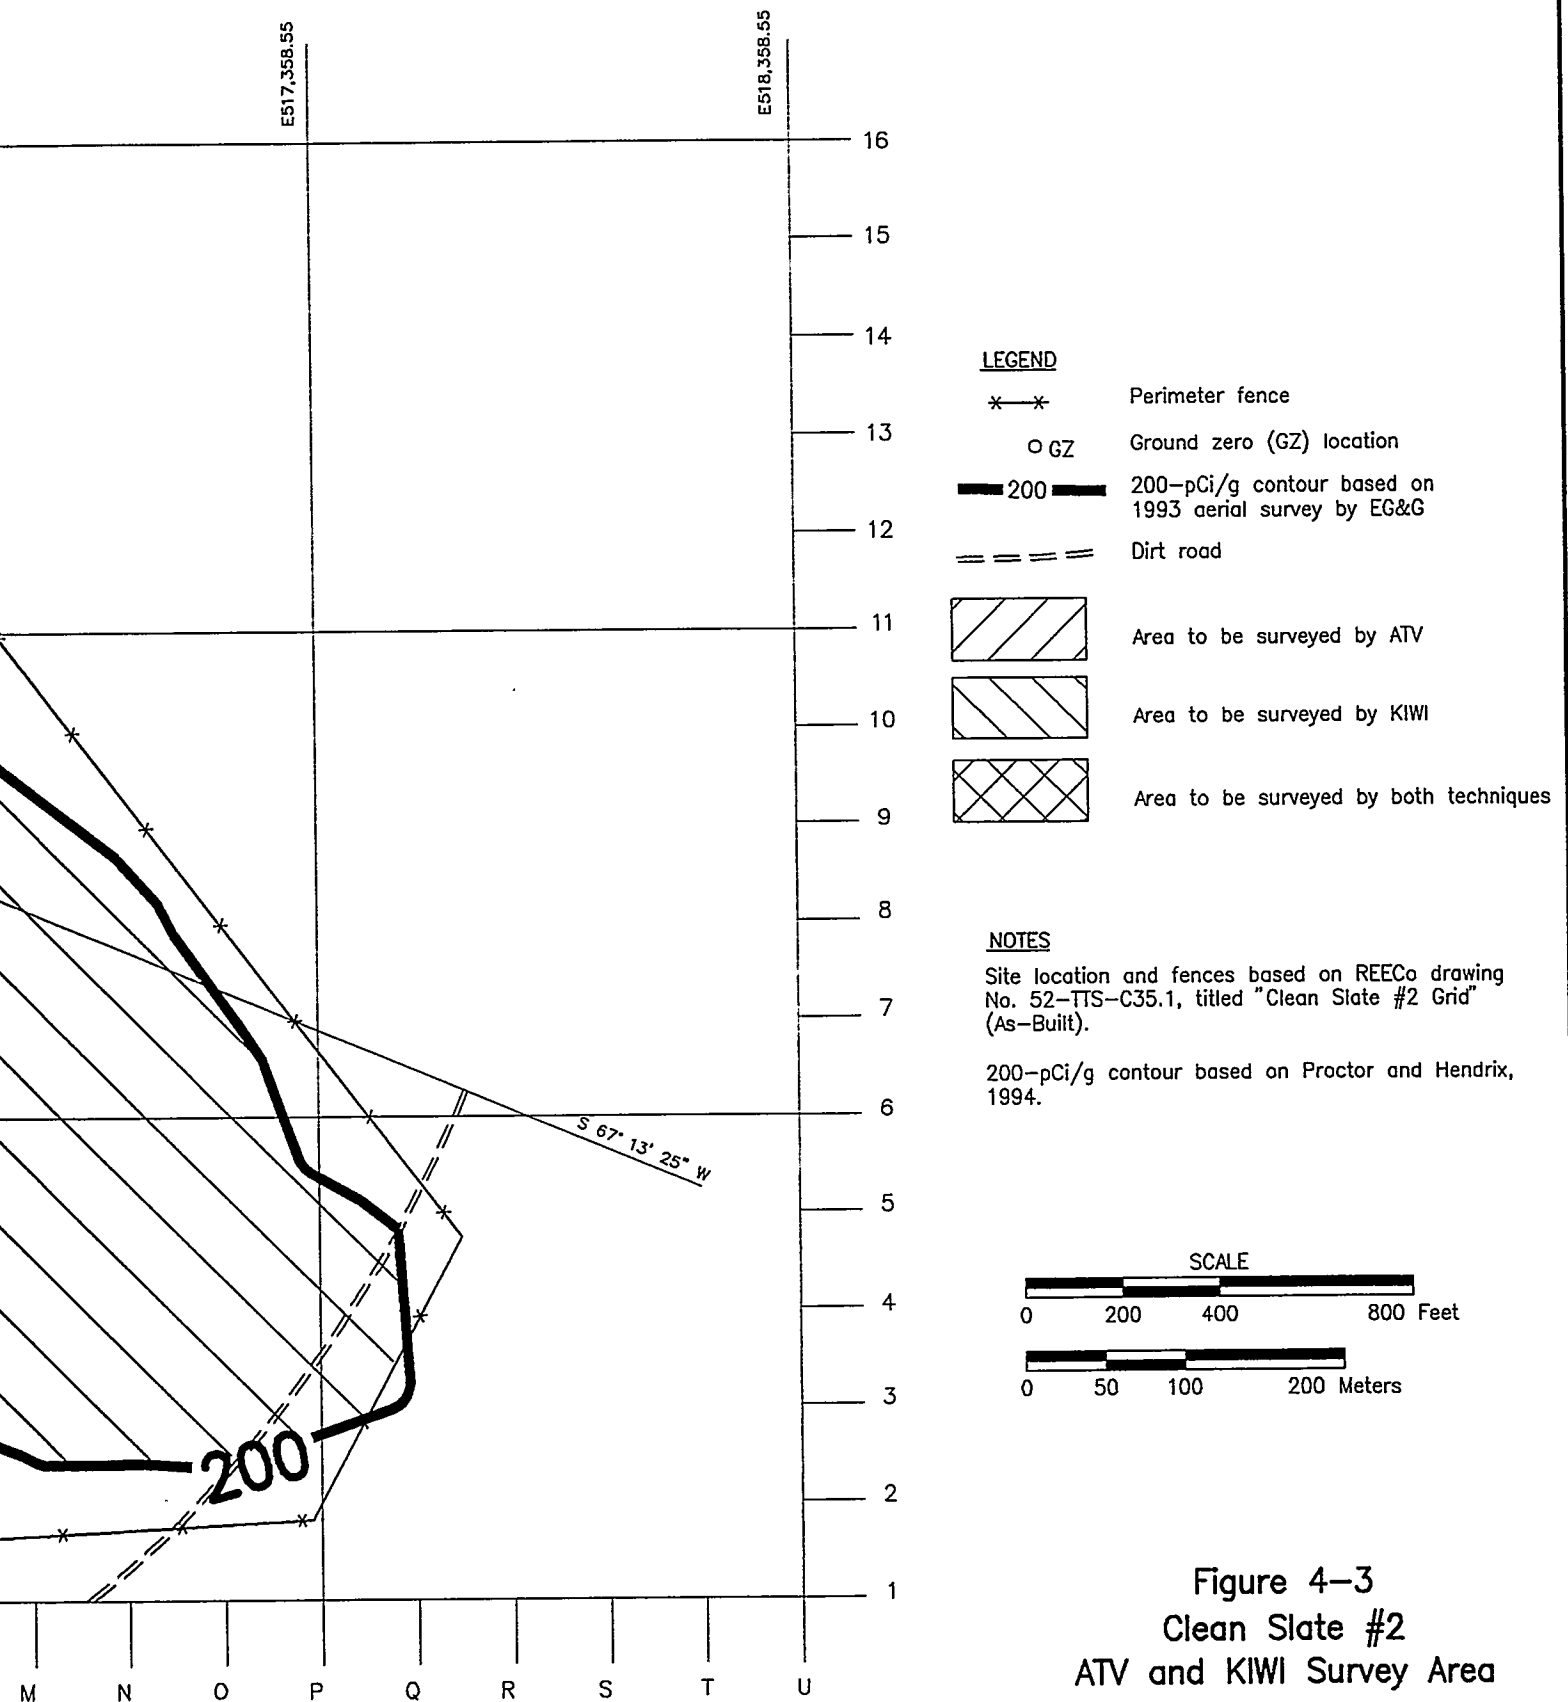 E517,358.55
E518,358.55
16
15
14
13
12
11
10
9
8
7
6
5
4
3
2
1
S 67° 13' 25" W
200
M N O P Q R S T U
LEGEND
Perimeter fence
GZ Ground zero (GZ) location
200 200-pCi/g contour based on
1993 aerial survey by EG&G
Dirt road
Area to be surveyed by ATV
Area to be surveyed by KIWI
Area to be surveyed by both techniques
NOTES
Site location and fences based on REECo drawing
No. 52-TTS-C35.1, titled "Clean Slate #2 Grid"
(As-Built).
200-pCi/g contour based on Proctor and Hendrix,
1994.
SCALE
0 200 400 800 Feet
0 50 100 200 Meters
Figure 4-3
Clean Slate #2
ATV and KIWI Survey Area